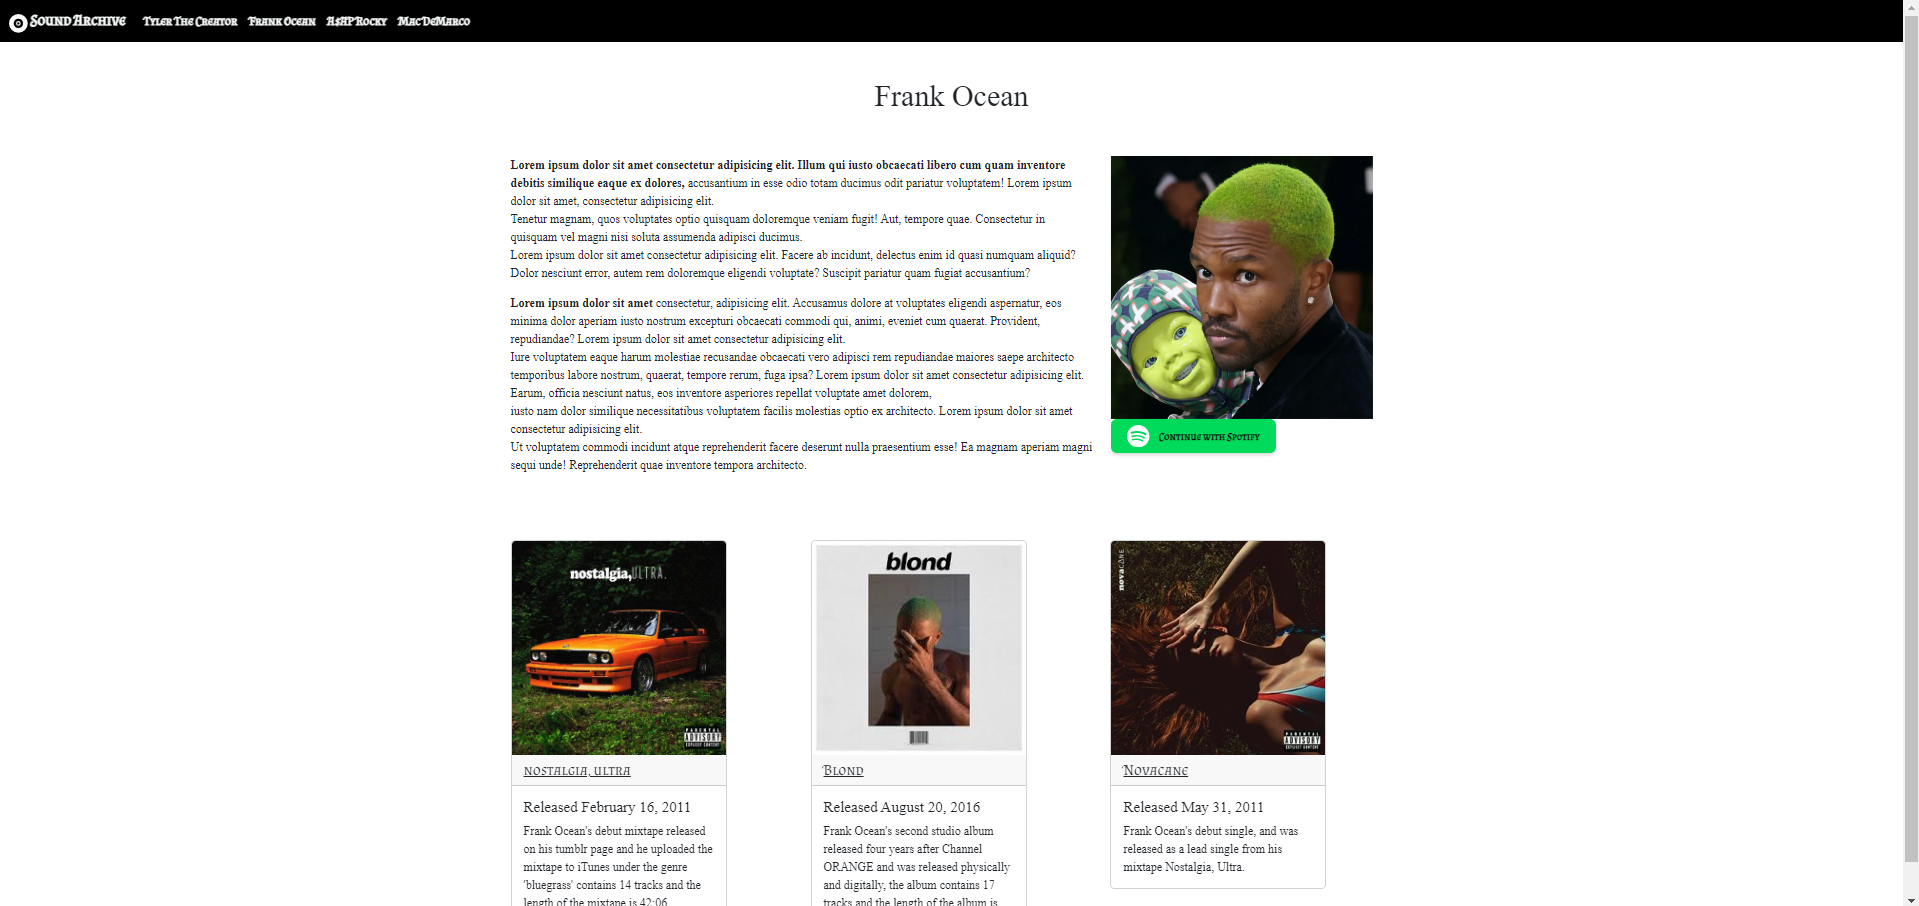 Sound Archive Tyler The Creator Frank Ocean A$AP Rocky Mac DeMarco
Frank Ocean
Lorem ipsum dolor sit amet consectetur adipisicing elit. Illum qui iusto obcaecati libero cum quam inventore
debitis similique eaque ex dolores, accusantium in esse odio totam ducimus odit pariatur voluptatem! Lorem ipsum
dolor sit amet, consectetur adipisicing elit.
Tenetur magnam, quos voluptates optio quisquam doloremque veniam fugit! Aut, tempore quae. Consectetur in
quisquam vel magni nisi soluta assumenda adipisci ducimus.
Lorem ipsum dolor sit amet consectetur adipisicing elit. Facere ab incidunt, delectus enim id quasi numquam aliquid?
Dolor nesciunt error, autem rem doloremque eligendi voluptate? Suscipit pariatur quam fugiat accusantium?
Lorem ipsum dolor sit amet consectetur, adipisicing elit. Accusamus dolore at voluptates eligendi aspernatur, eos
minima dolor aperiam iusto nostrum excepturi obcaecati commodi qui, animi, eveniet cum quaerat. Provident,
repudiandae? Lorem ipsum dolor sit amet consectetur adipisicing elit.
Iure voluptatem eaque harum molestiae recusandae obcaecati vero adipisci rem repudiandae maiores saepe architecto
temporibus labore nostrum, quaerat, tempore rerum, fuga ipsa? Lorem ipsum dolor sit amet consectetur adipisicing elit.
Earum, officia nesciunt natus, eos inventore asperiores repellat voluptate amet dolorem,
iusto nam dolor similique necessitatibus voluptatem facilis molestias optio ex architecto. Lorem ipsum dolor sit amet
consectetur adipisicing elit.
Ut voluptatem commodi incidunt atque reprehenderit facere deserunt nulla praesentium esse! Ea magnam aperiam magni
sequi unde! Reprehenderit quae inventore tempora architecto.
Continue with Spotify
nostalgia,ULTRA.
PARENTAL
ADVISORY
EXPLICIT CONTENT
nostalgia, ultra
Released February 16, 2011
Frank Ocean's debut mixtape released
on his tumblr page and he uploaded the
mixtape to iTunes under the genre
'bluegrass' contains 14 tracks and the
length of the mixtape is 42:06
blond
Blond
Released August 20, 2016
Frank Ocean's second studio album
released four years after Channel
ORANGE and was released physically
and digitally, the album contains 17
tracks and the length of the album is
novacane
PARENTAL
ADVISORY
EXPLICIT CONTENT
Novacane
Released May 31, 2011
Frank Ocean's debut single, and was
released as a lead single from his
mixtape Nostalgia, Ultra.